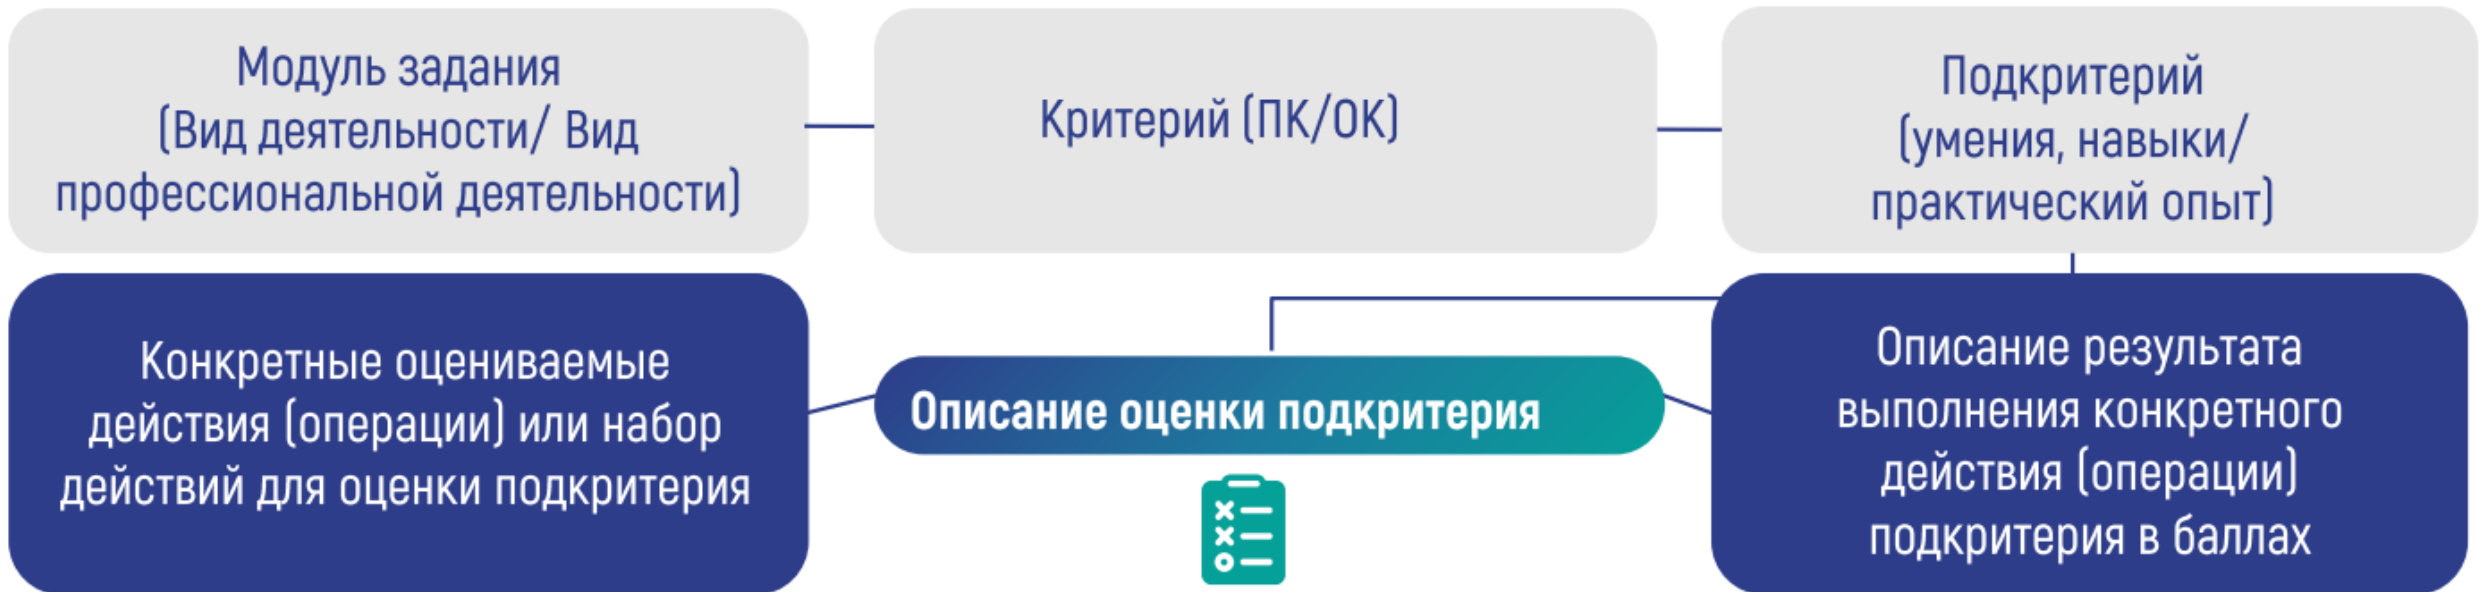 Модуль задания
(Вид деятельности/ Вид
профессиональной деятельности)
Критерий (ПК/ОК)
Подкритерий
(умения, навыки/
практический опыт)
Конкретные оцениваемые
действия (операции) или набор
действий для оценки подкритерия
Описание оценки подкритерия
Описание результата
выполнения конкретного
действия (операции)
подкритерия в баллах